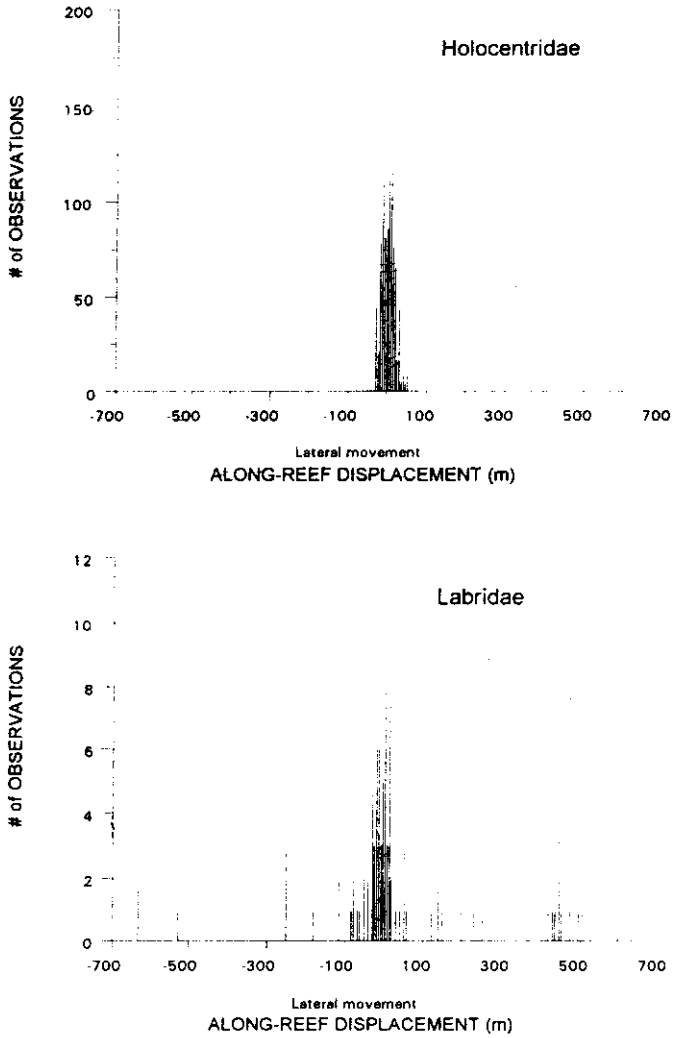 Holocentridae
# of OBSERVATIONS
200
150
100
50
0
-700 -500 -300 -100 100 300 500 700
Lateral movement
ALONG-REEF DISPLACEMENT (m)
Labridae
# of OBSERVATIONS
12
10
8
6
4
2
0
-700 -500 -300 -100 100 300 500 700
Lateral movement
ALONG-REEF DISPLACEMENT (m)